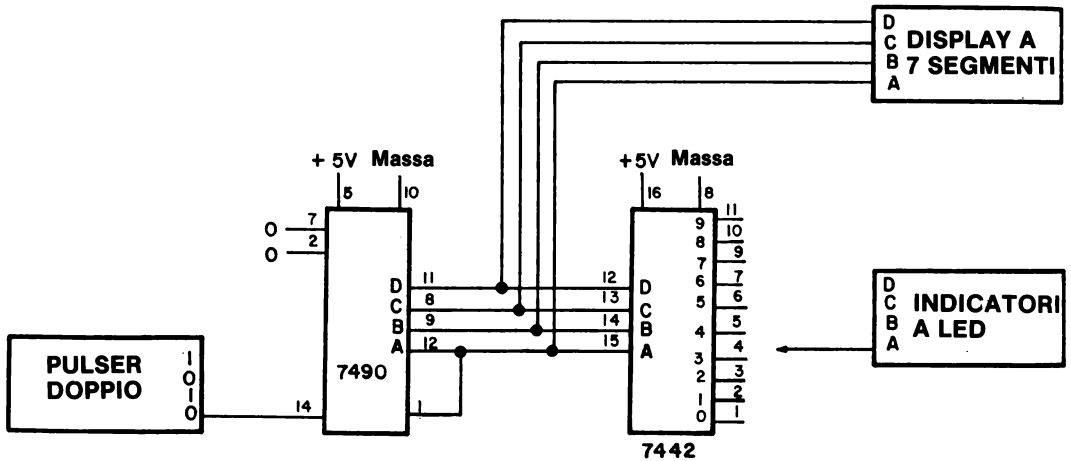 D
C
B
A
DISPLAY A
7 SEGMENTI
+ 5V Massa
5 10
7
0
2
0
D 11
C 8
B 9
A 12
7490
14
1
PULSER
DOPPIO
1
0
1
0
+5V Massa
16 8
12 D
13 C
14 B
15 A
9 11
8 10
7 9
6 7
5 6
4 5
3 4
2 3
1 2
0 1
7442
D
C
B
A
INDICATORI
A LED